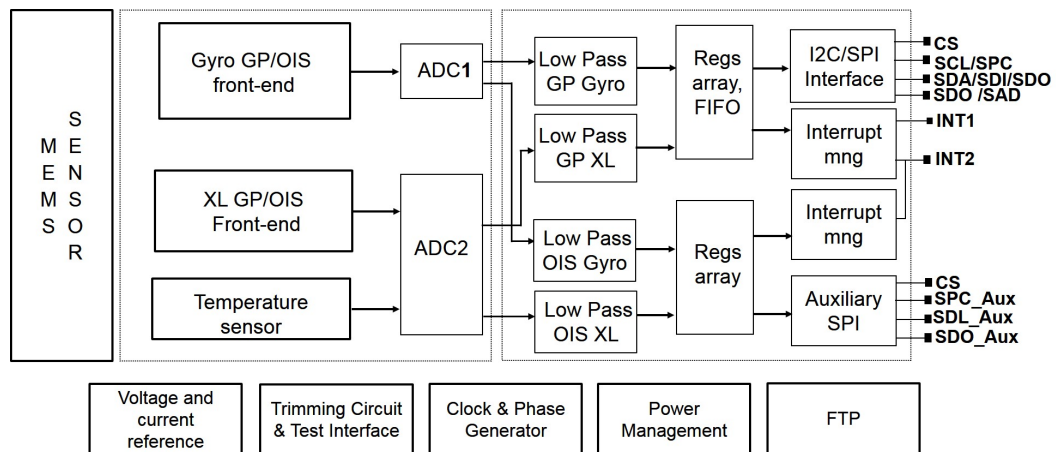 MEMS
SENSOR
Gyro GP/OIS
front-end
XL GP/OIS
Front-end
Temperature
sensor
ADC1
ADC2
Low Pass
GP Gyro
Low Pass
GP XL
Low Pass
OIS Gyro
Low Pass
OIS XL
Regs
array,
FIFO
Regs
array
I2C/SPI
Interface
Interrupt
mng
Interrupt
mng
Auxiliary
SPI
CS
SCL/SPC
SDA/SDI/SDO
SDO /SAD
INT1
INT2
CS
SPC_Aux
SDL_Aux
SDO_Aux
Voltage and
current
reference
Trimming Circuit
& Test Interface
Clock & Phase
Generator
Power
Management
FTP